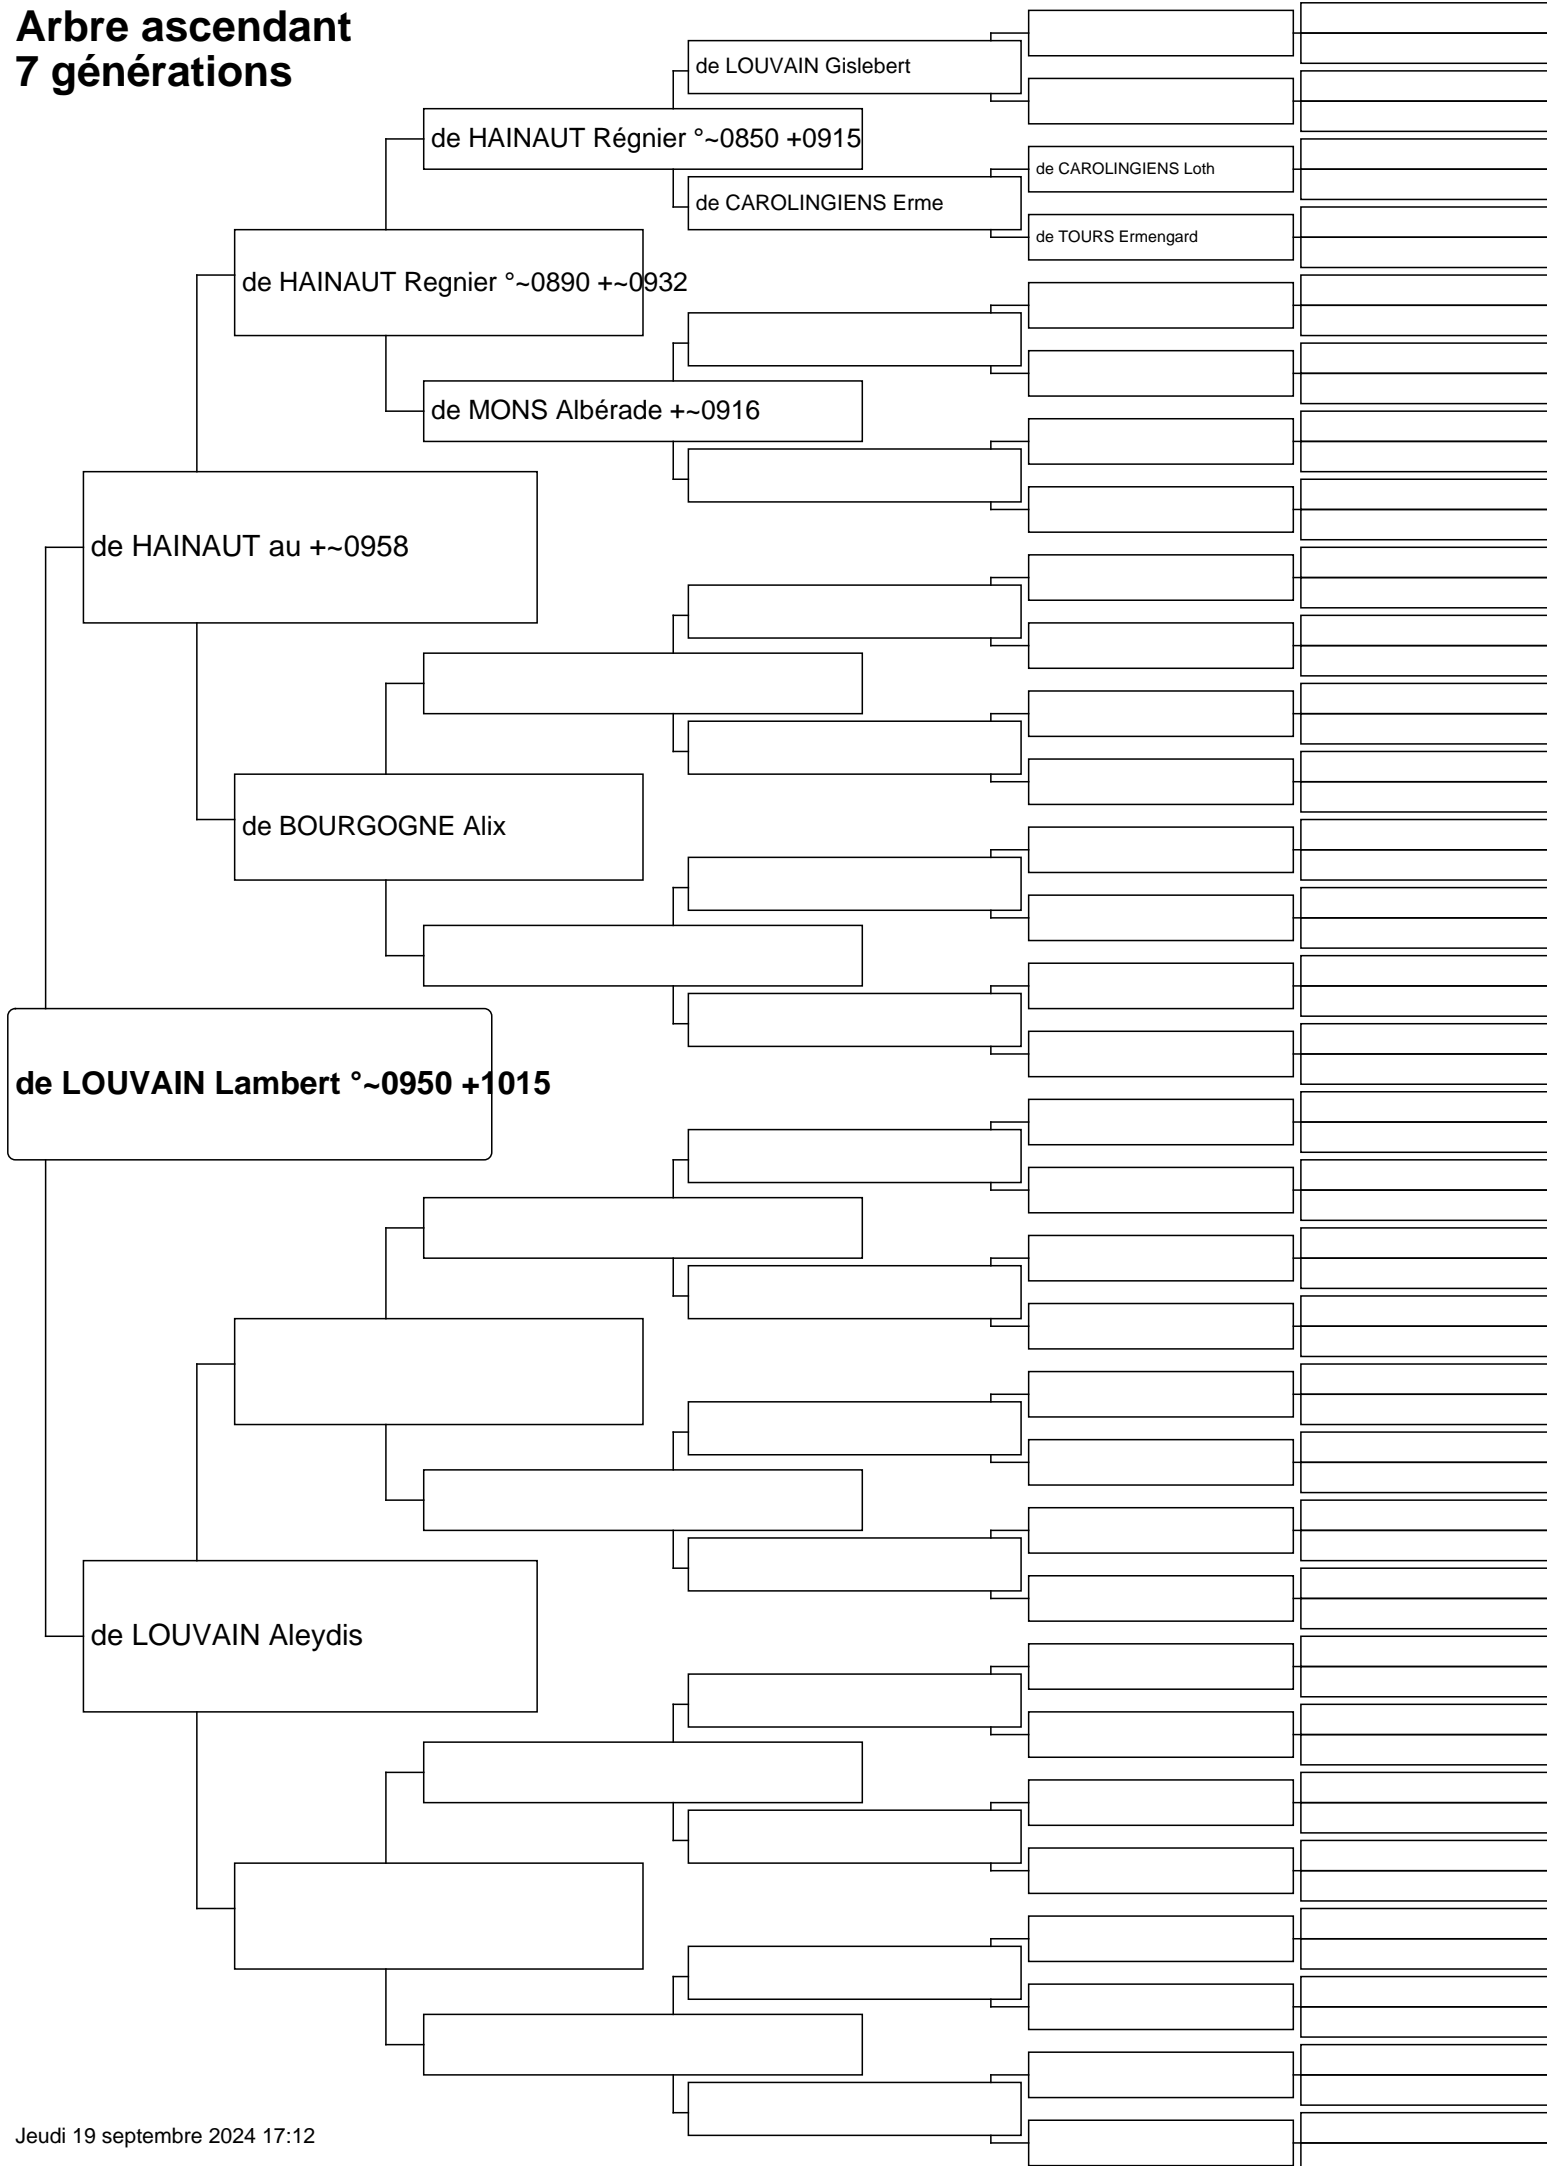 Arbre ascendant
7 générations
de LOUVAIN Gislebert
de HAINAUT Régnier °~0850 +0915
de CAROLINGIENS Loth
de CAROLINGIENS Erme
de TOURS Ermengard
de HAINAUT Regnier °~0890 +~0932
de MONS Albérade +~0916
de HAINAUT au +~0958
de BOURGOGNE Alix
de LOUVAIN Lambert °~0950 +1015
de LOUVAIN Aleydis
Jeudi 19 septembre 2024 17:12